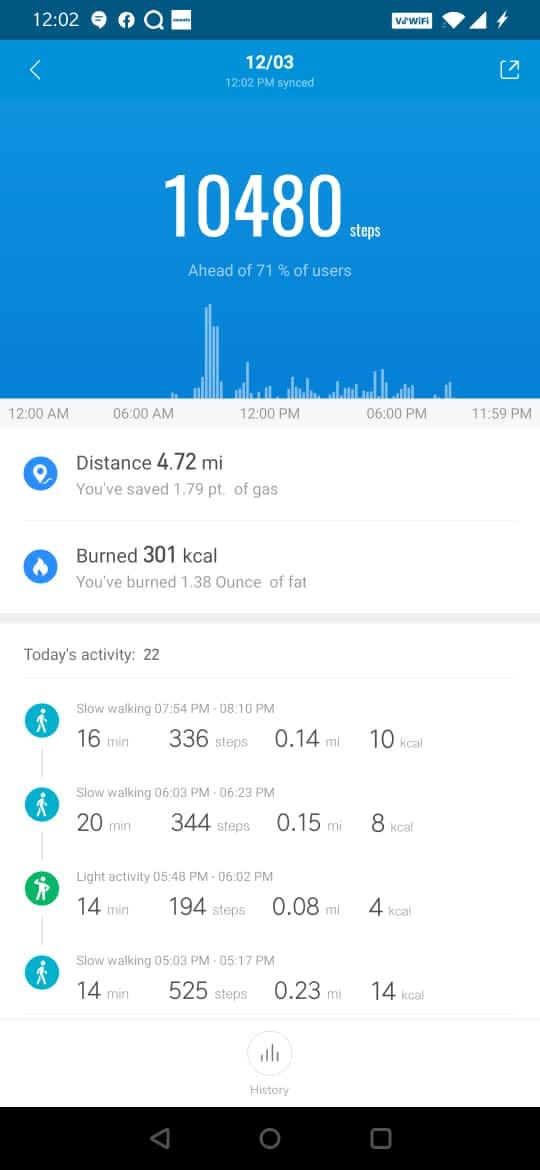 12:02
Vo WiFi
12/03
12:02 PM synced
10480 steps
Ahead of 71 % of users
12:00 AM 06:00 AM 12:00 PM 06:00 PM 11:59 PM
Distance 4.72 mi
You've saved 1.79 pt. of gas
Burned 301 kcal
You've burned 1.38 Ounce of fat
Today's activity: 22
Slow walking 07:54 PM - 08:10 PM
16 min 336 steps 0.14 mi 10 kcal
Slow walking 06:03 PM - 06:23 PM
20 min 344 steps 0.15 mi 8 kcal
Light activity 05:48 PM - 06:02 PM
14 min 194 steps 0.08 mi 4 kcal
Slow walking 05:03 PM - 05:17 PM
14 min 525 steps 0.23 mi 14 kcal
History